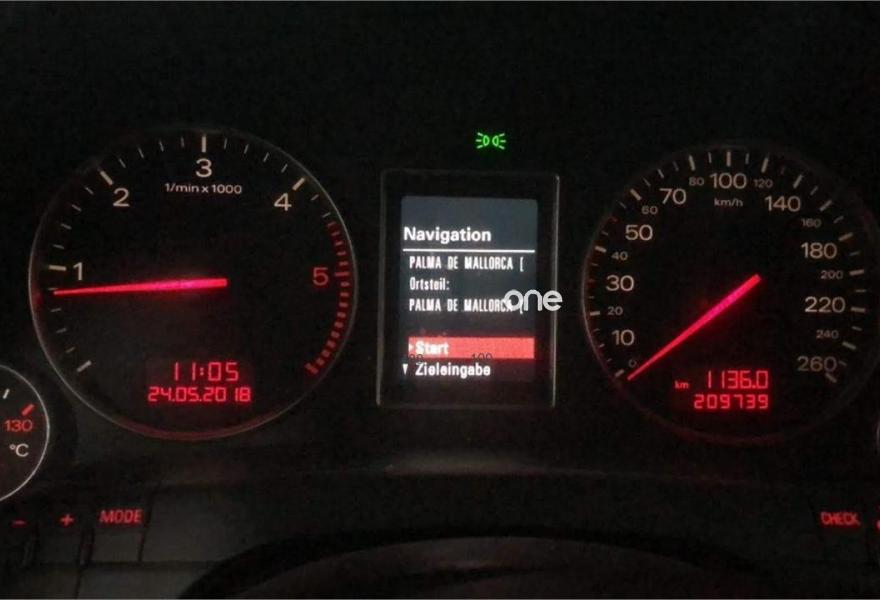 1
2
3
4
5
1/min x 1000
11:05
24.05.2018
130
°C
Navigation
PALMA DE MALLORCA [
Ortsteil:
PALMA DE MALLORCA [
one
Start
Zieleingabe
0
10
20
30
40
50
60
70
80
100
120
140
160
180
200
220
240
260
km/h
km 1136.0
209739
- + MODE
CHECK